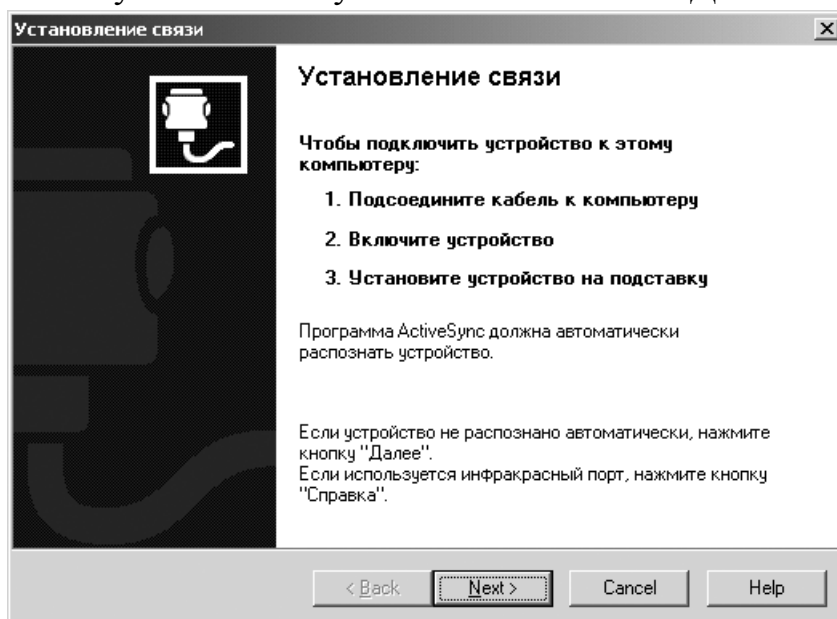 Установление связи
Установление связи
Чтобы подключить устройство к этому
компьютеру:
1. Подсоедините кабель к компьютеру
2. Включите устройство
3. Установите устройство на подставку
Программа ActiveSync должна автоматически
распознать устройство.
Если устройство не распознано автоматически, нажмите
кнопку "Далее".
Если используется инфракрасный порт, нажмите кнопку
"Справка".
< Back Next > Cancel Help